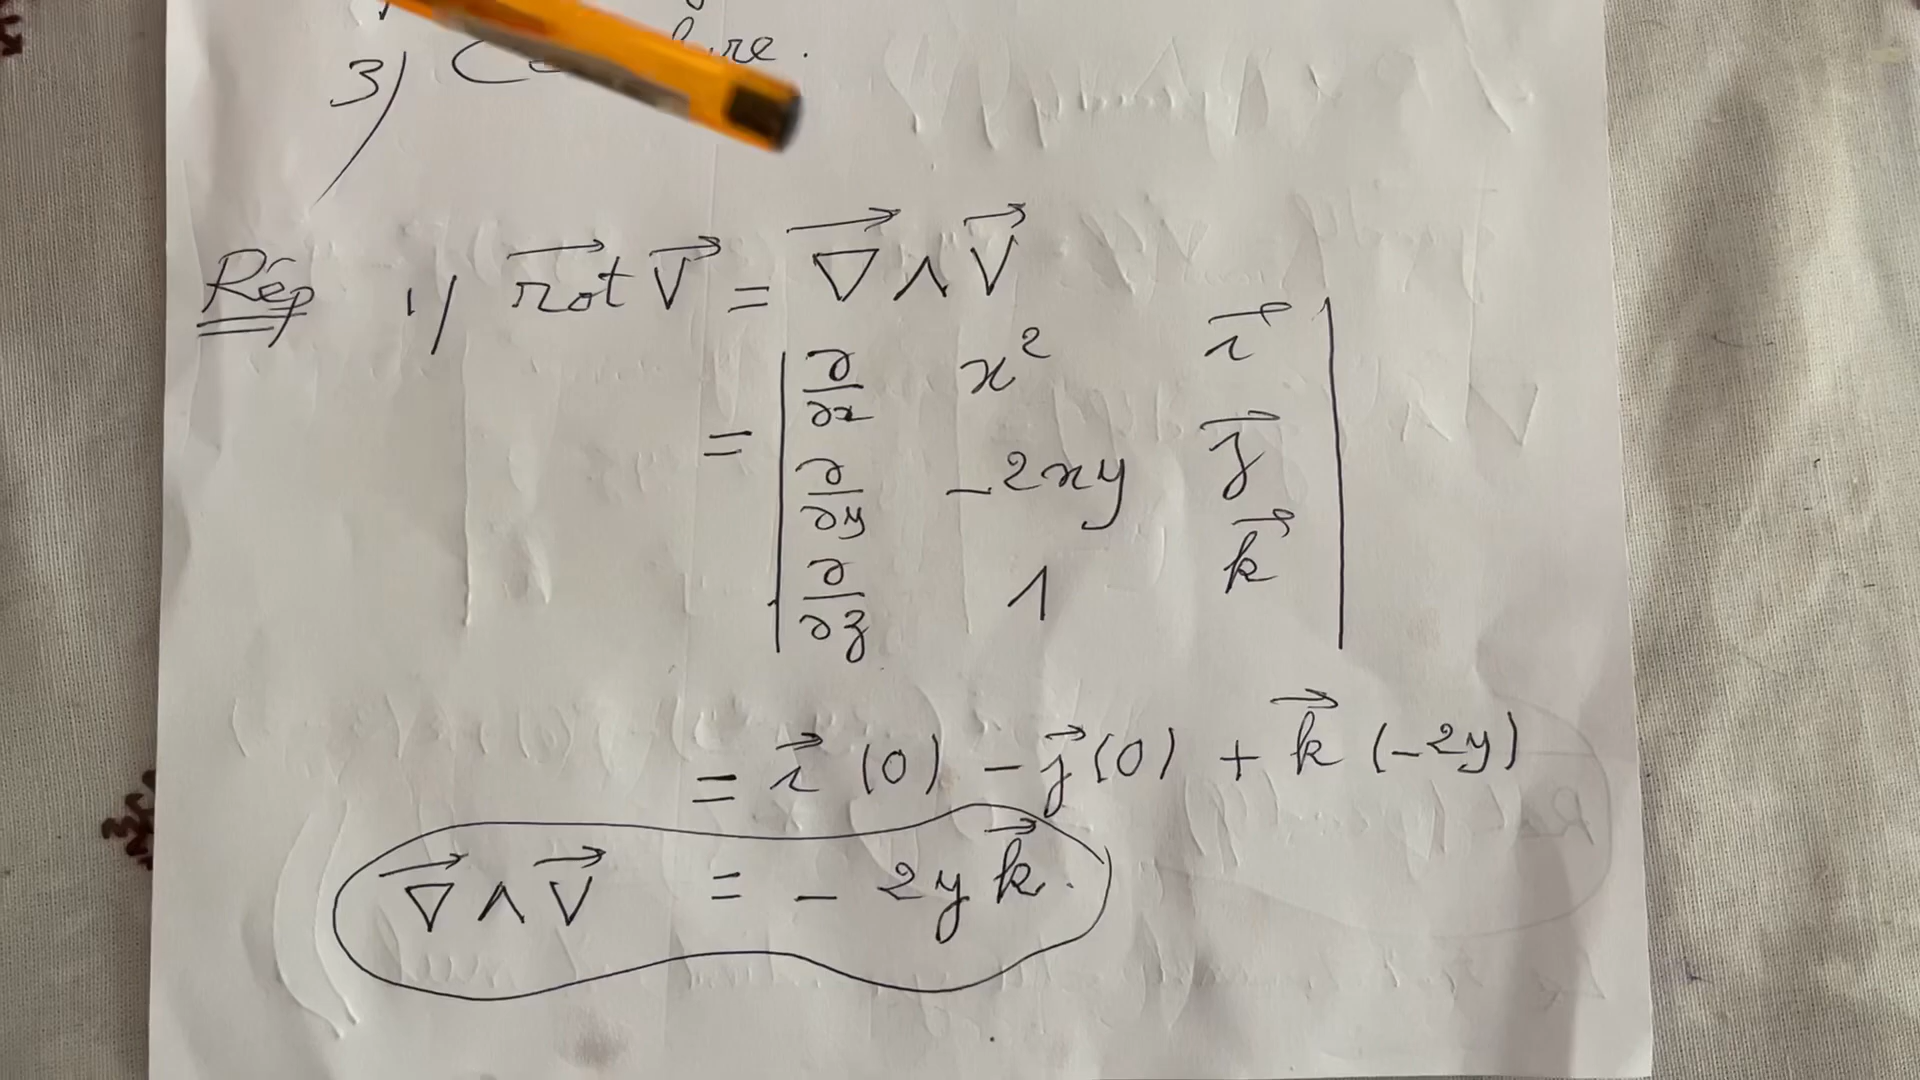 3)
Rép 1) rot V = ∇ ∧ V
= | ∂/∂x x² i |
| ∂/∂y -2xy j |
| ∂/∂z 1 k |
= i (0) - j (0) + k (-2y)
∇ ∧ V = - 2y k.